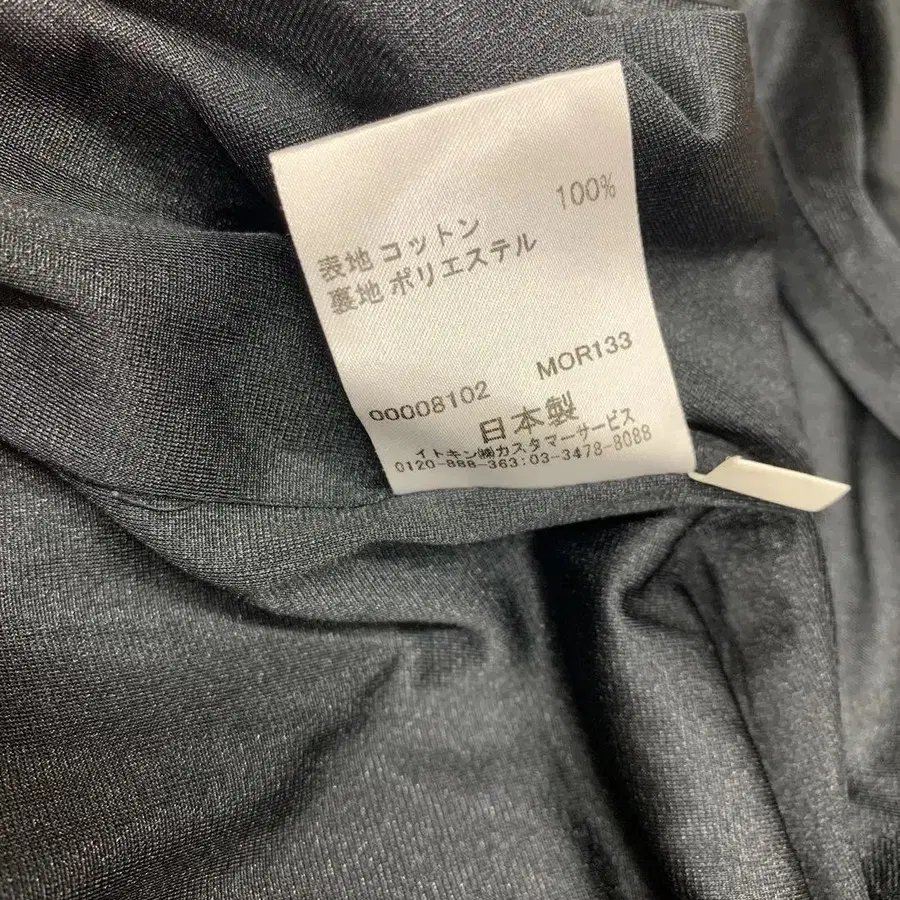 表地 コットン 100%
裏地 ポリエステル
00008102 MOR133
日本製
イトキン㈱カスタマーサービス
0120-888-363:03-3478-8088